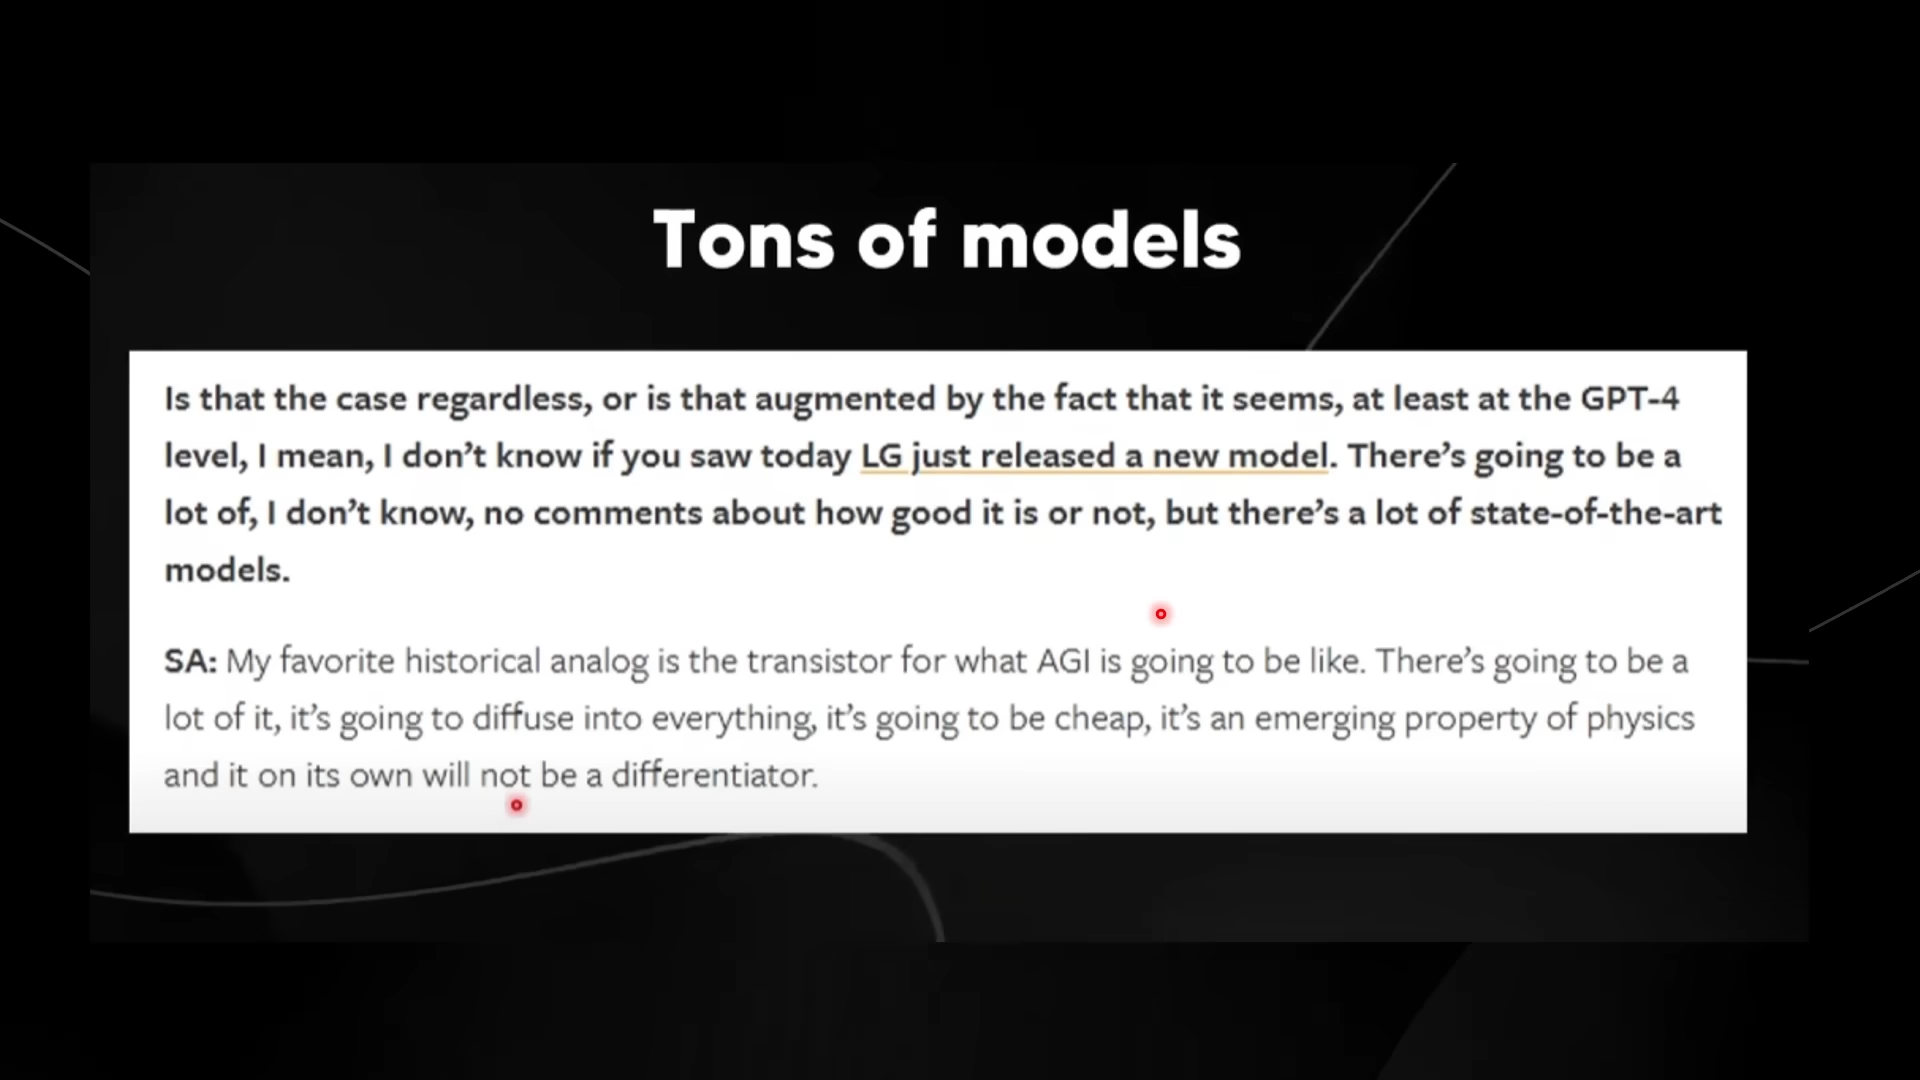 Tons of models
Is that the case regardless, or is that augmented by the fact that it seems, at least at the GPT-4
level, I mean, I don’t know if you saw today LG just released a new model. There’s going to be a
lot of, I don’t know, no comments about how good it is or not, but there’s a lot of state-of-the-art
models.
SA: My favorite historical analog is the transistor for what AGI is going to be like. There’s going to be a
lot of it, it’s going to diffuse into everything, it’s going to be cheap, it’s an emerging property of physics
and it on its own will not be a differentiator.